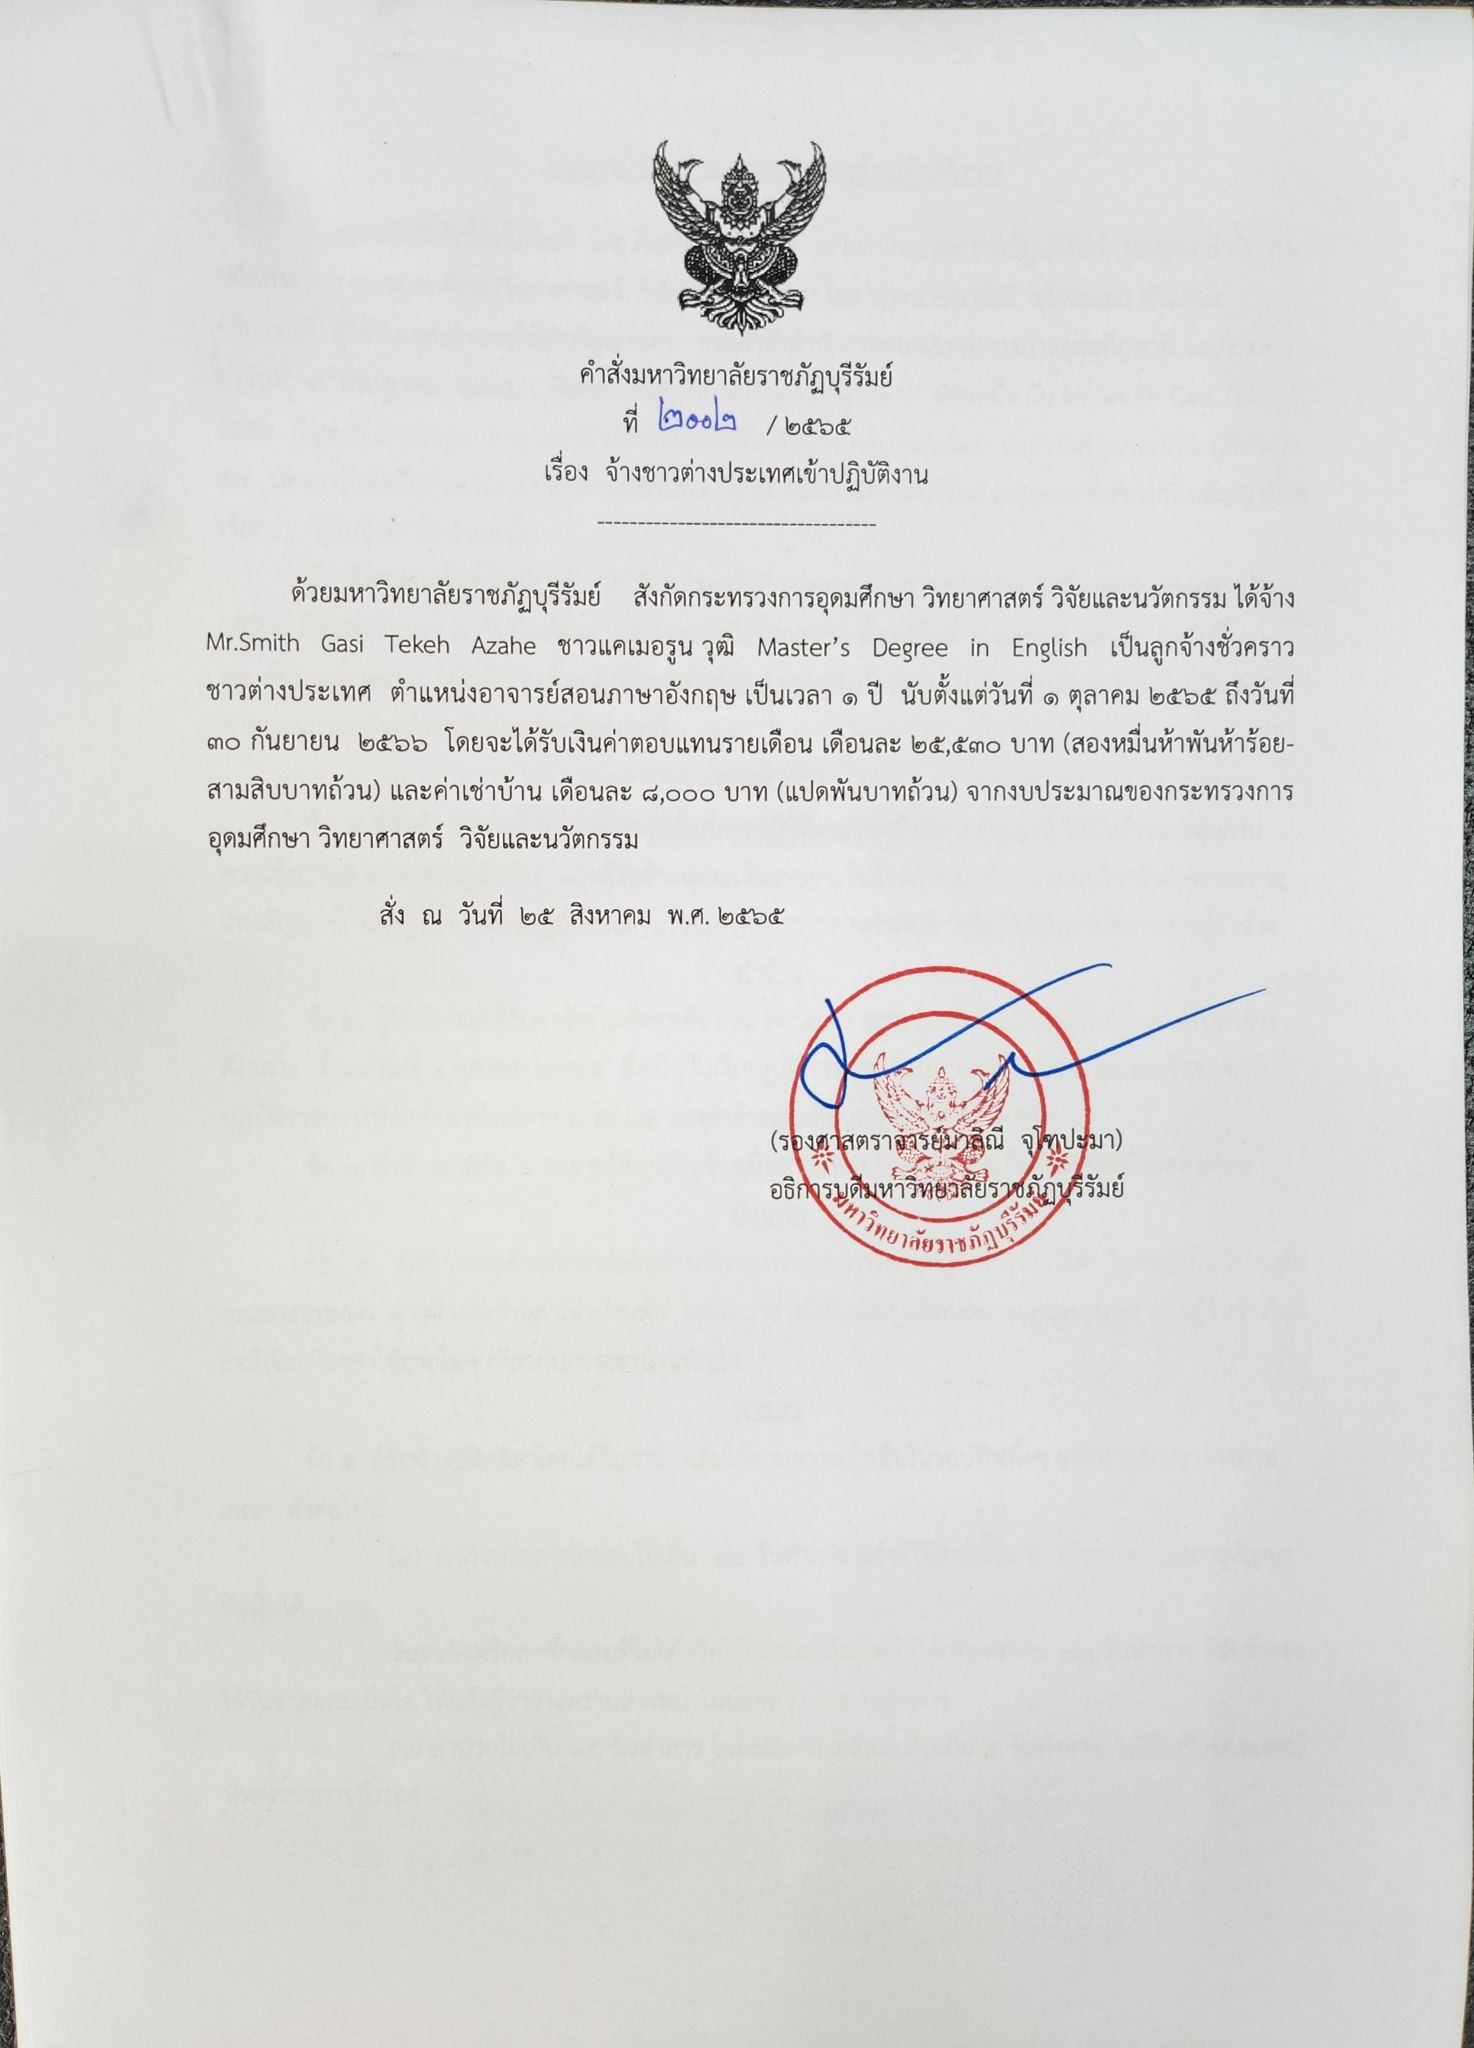 คำสั่งมหาวิทยาลัยราชภัฏบุรีรัมย์
ที่ ๒๐๐๒ / ๒๕๖๕
เรื่อง จ้างชาวต่างประเทศเข้าปฏิบัติงาน
----------------------------------
ด้วยมหาวิทยาลัยราชภัฏบุรีรัมย์ สังกัดกระทรวงการอุดมศึกษา วิทยาศาสตร์ วิจัยและนวัตกรรม ได้จ้าง
Mr.Smith Gasi Tekeh Azahe ชาวแคเมอรูน วุฒิ Master's Degree in English เป็นลูกจ้างชั่วคราว
ชาวต่างประเทศ ตำแหน่งอาจารย์สอนภาษาอังกฤษ เป็นเวลา ๑ ปี นับตั้งแต่วันที่ ๑ ตุลาคม ๒๕๖๕ ถึงวันที่
๓๐ กันยายน ๒๕๖๖ โดยจะได้รับเงินค่าตอบแทนรายเดือน เดือนละ ๒๕,๕๓๐ บาท (สองหมื่นห้าพันห้าร้อย-
สามสิบบาทถ้วน) และค่าเช่าบ้าน เดือนละ ๘,๐๐๐ บาท (แปดพันบาทถ้วน) จากงบประมาณของกระทรวงการ
อุดมศึกษา วิทยาศาสตร์ วิจัยและนวัตกรรม
สั่ง ณ วันที่ ๒๕ สิงหาคม พ.ศ. ๒๕๖๕
(รองศาสตราจารย์มาลิณี จุโฑปะมา)
อธิการบดีมหาวิทยาลัยราชภัฏบุรีรัมย์
มหาวิทยาลัยราชภัฏบุรีรัมย์